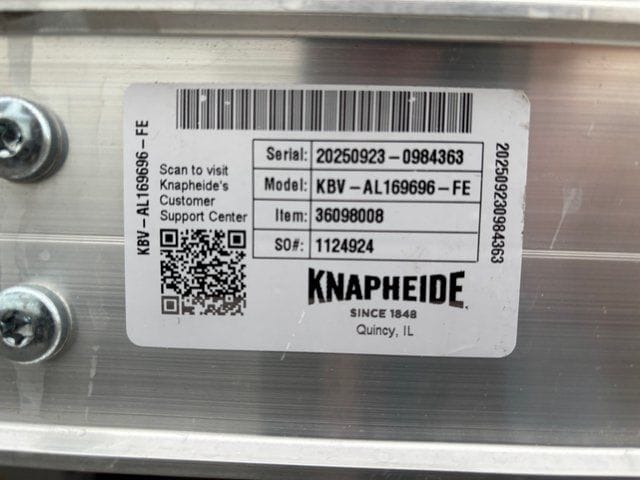 Serial: 20250923-0984363
Model: KBV-AL169696-FE
Item: 36098008
SO#: 1124924
Scan to visit
Knapheide's
Customer
Support Center
KBV-AL169696-FE
202509230984363
KNAPHEIDE
SINCE 1848
Quincy, IL